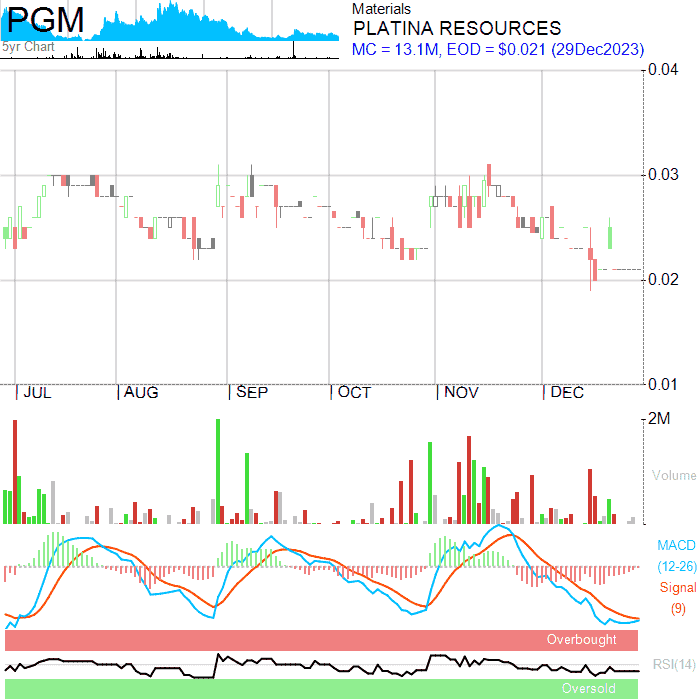 PGM
5yr Chart
Materials
PLATINA RESOURCES
MC = 13.1M, EOD = $0.021 (29Dec2023)
0.04
0.03
0.02
0.01
JUL AUG SEP OCT NOV DEC
2M
Volume
MACD
(12-26)
Signal
(9)
Overbought
RSI(14)
Oversold